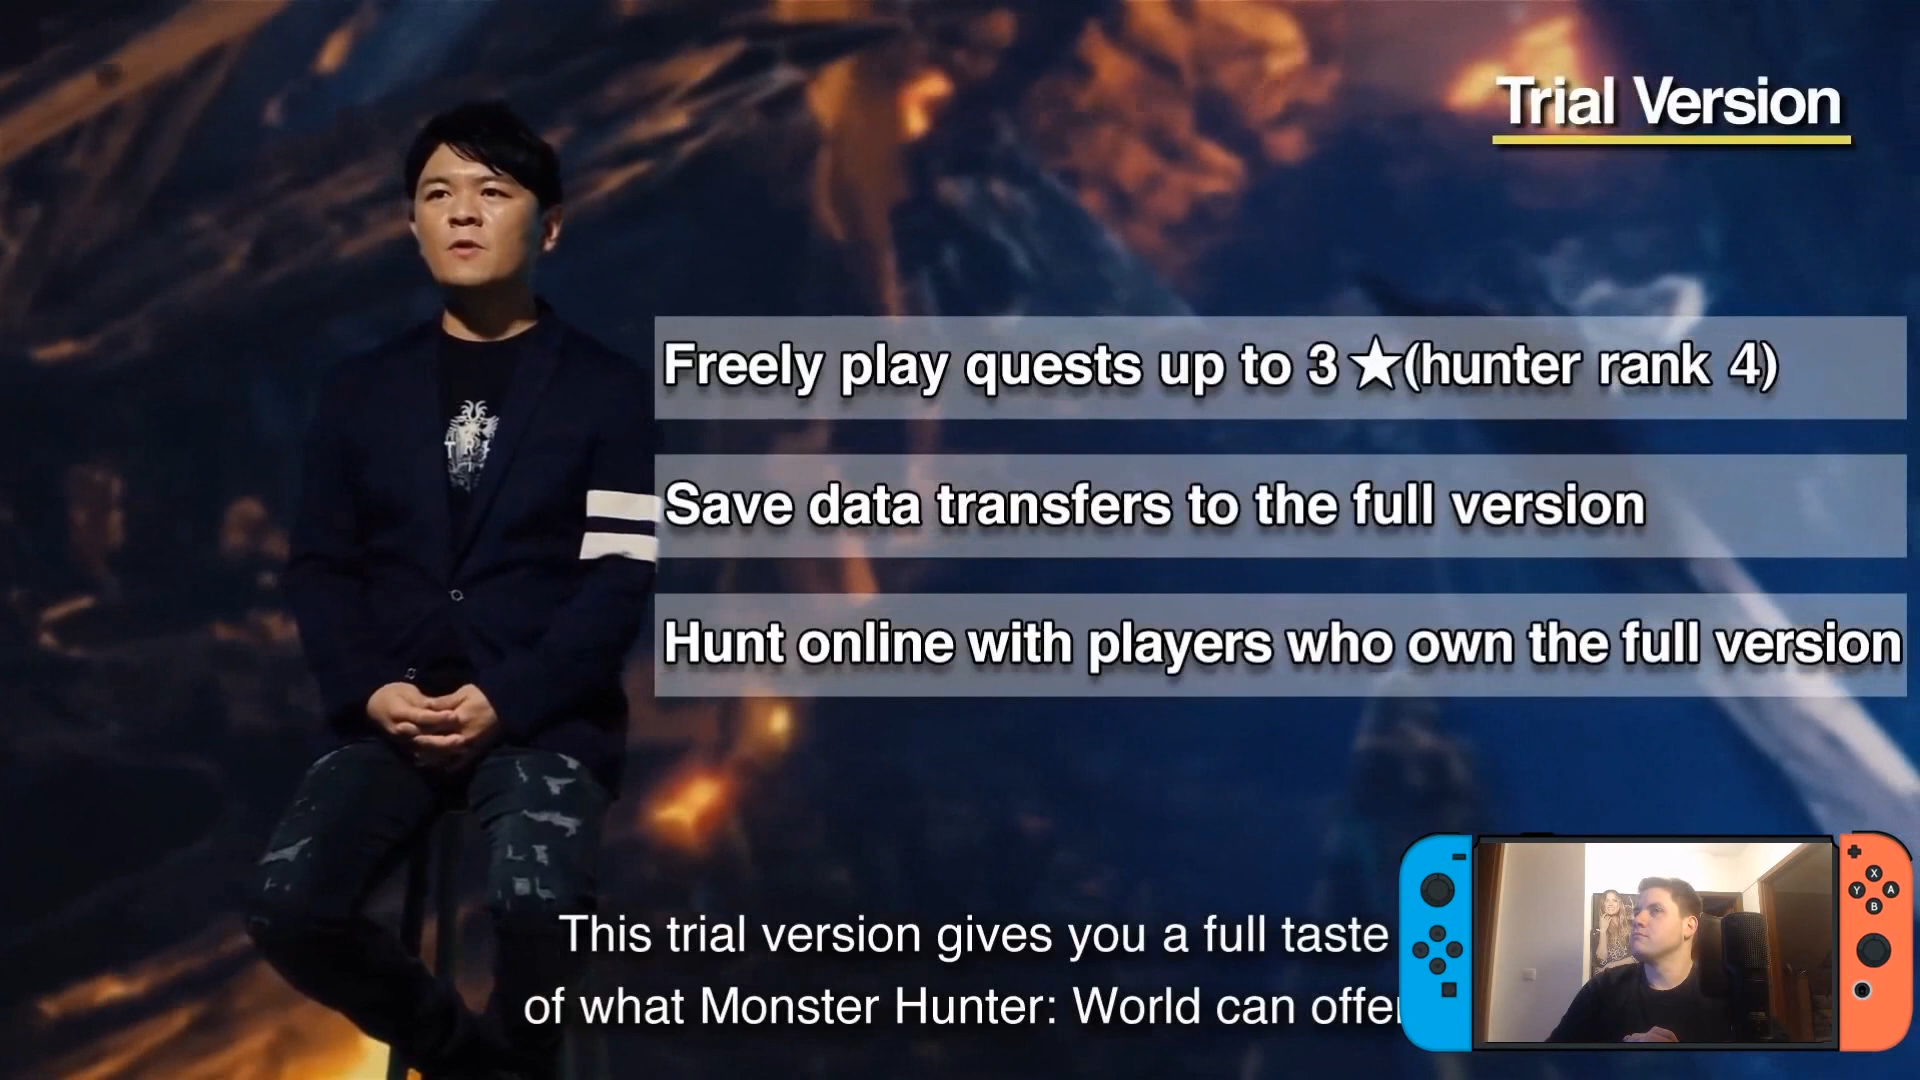 Trial Version
Freely play quests up to 3 ★(hunter rank 4)
Save data transfers to the full version
Hunt online with players who own the full version
This trial version gives you a full taste
of what Monster Hunter: World can offer
X
Y A
B